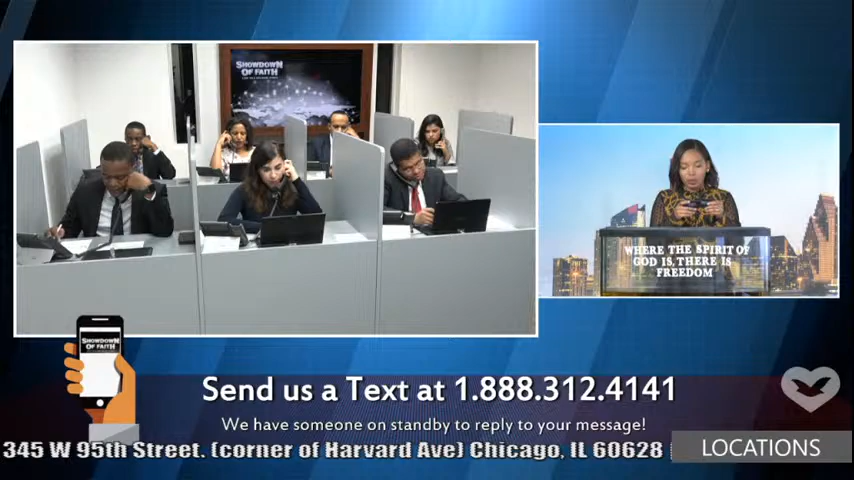 SHOWDOWN
OF FAITH
WHERE THE SPIRIT OF
GOD IS, THERE IS
FREEDOM
SHOWDOWN
OF FAITH
Send us a Text at 1.888.312.4141
We have someone on standby to reply to your message!
345 W 95th Street. (corner of Harvard Ave) Chicago, IL 60628
LOCATIONS